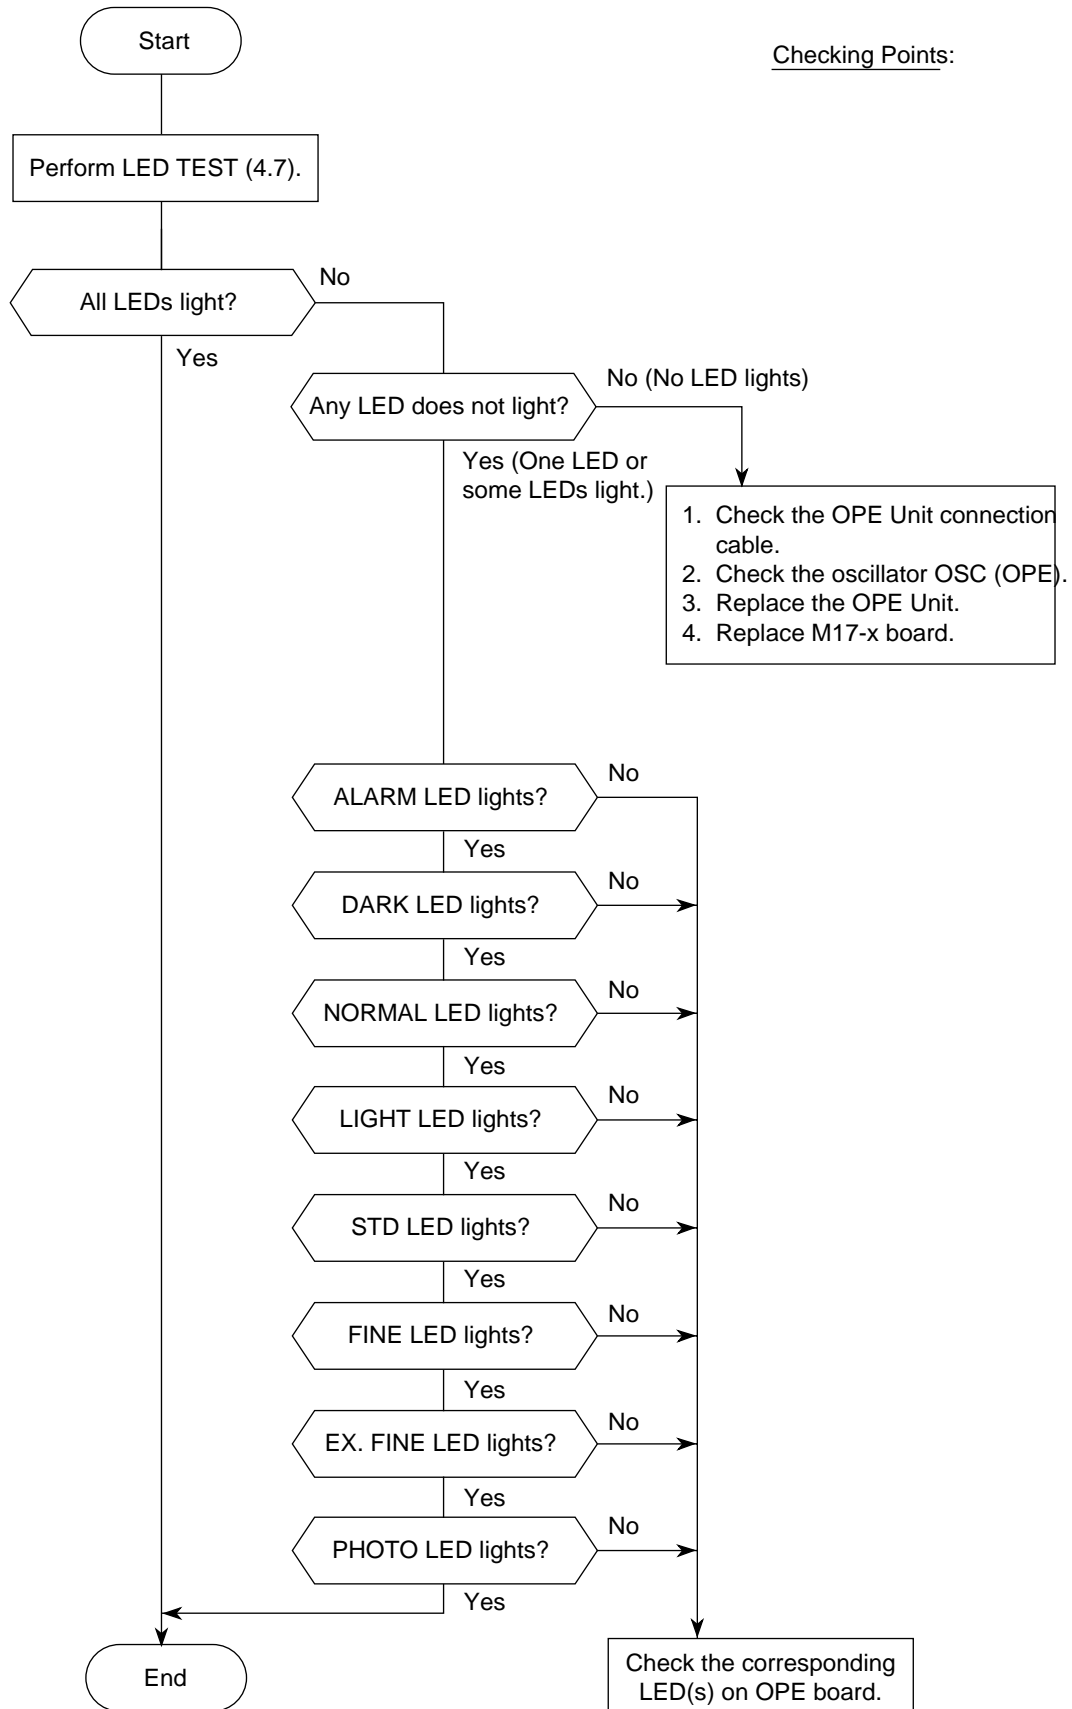 Start
Checking Points:
Perform LED TEST (4.7).
All LEDs light?
No
Yes
Any LED does not light?
No (No LED lights)
Yes (One LED or
some LEDs light.)
1. Check the OPE Unit connection
cable.
2. Check the oscillator OSC (OPE).
3. Replace the OPE Unit.
4. Replace M17-x board.
ALARM LED lights?
No
Yes
DARK LED lights?
No
Yes
NORMAL LED lights?
No
Yes
LIGHT LED lights?
No
Yes
STD LED lights?
No
Yes
FINE LED lights?
No
Yes
EX. FINE LED lights?
No
Yes
PHOTO LED lights?
No
Yes
End
Check the corresponding
LED(s) on OPE board.